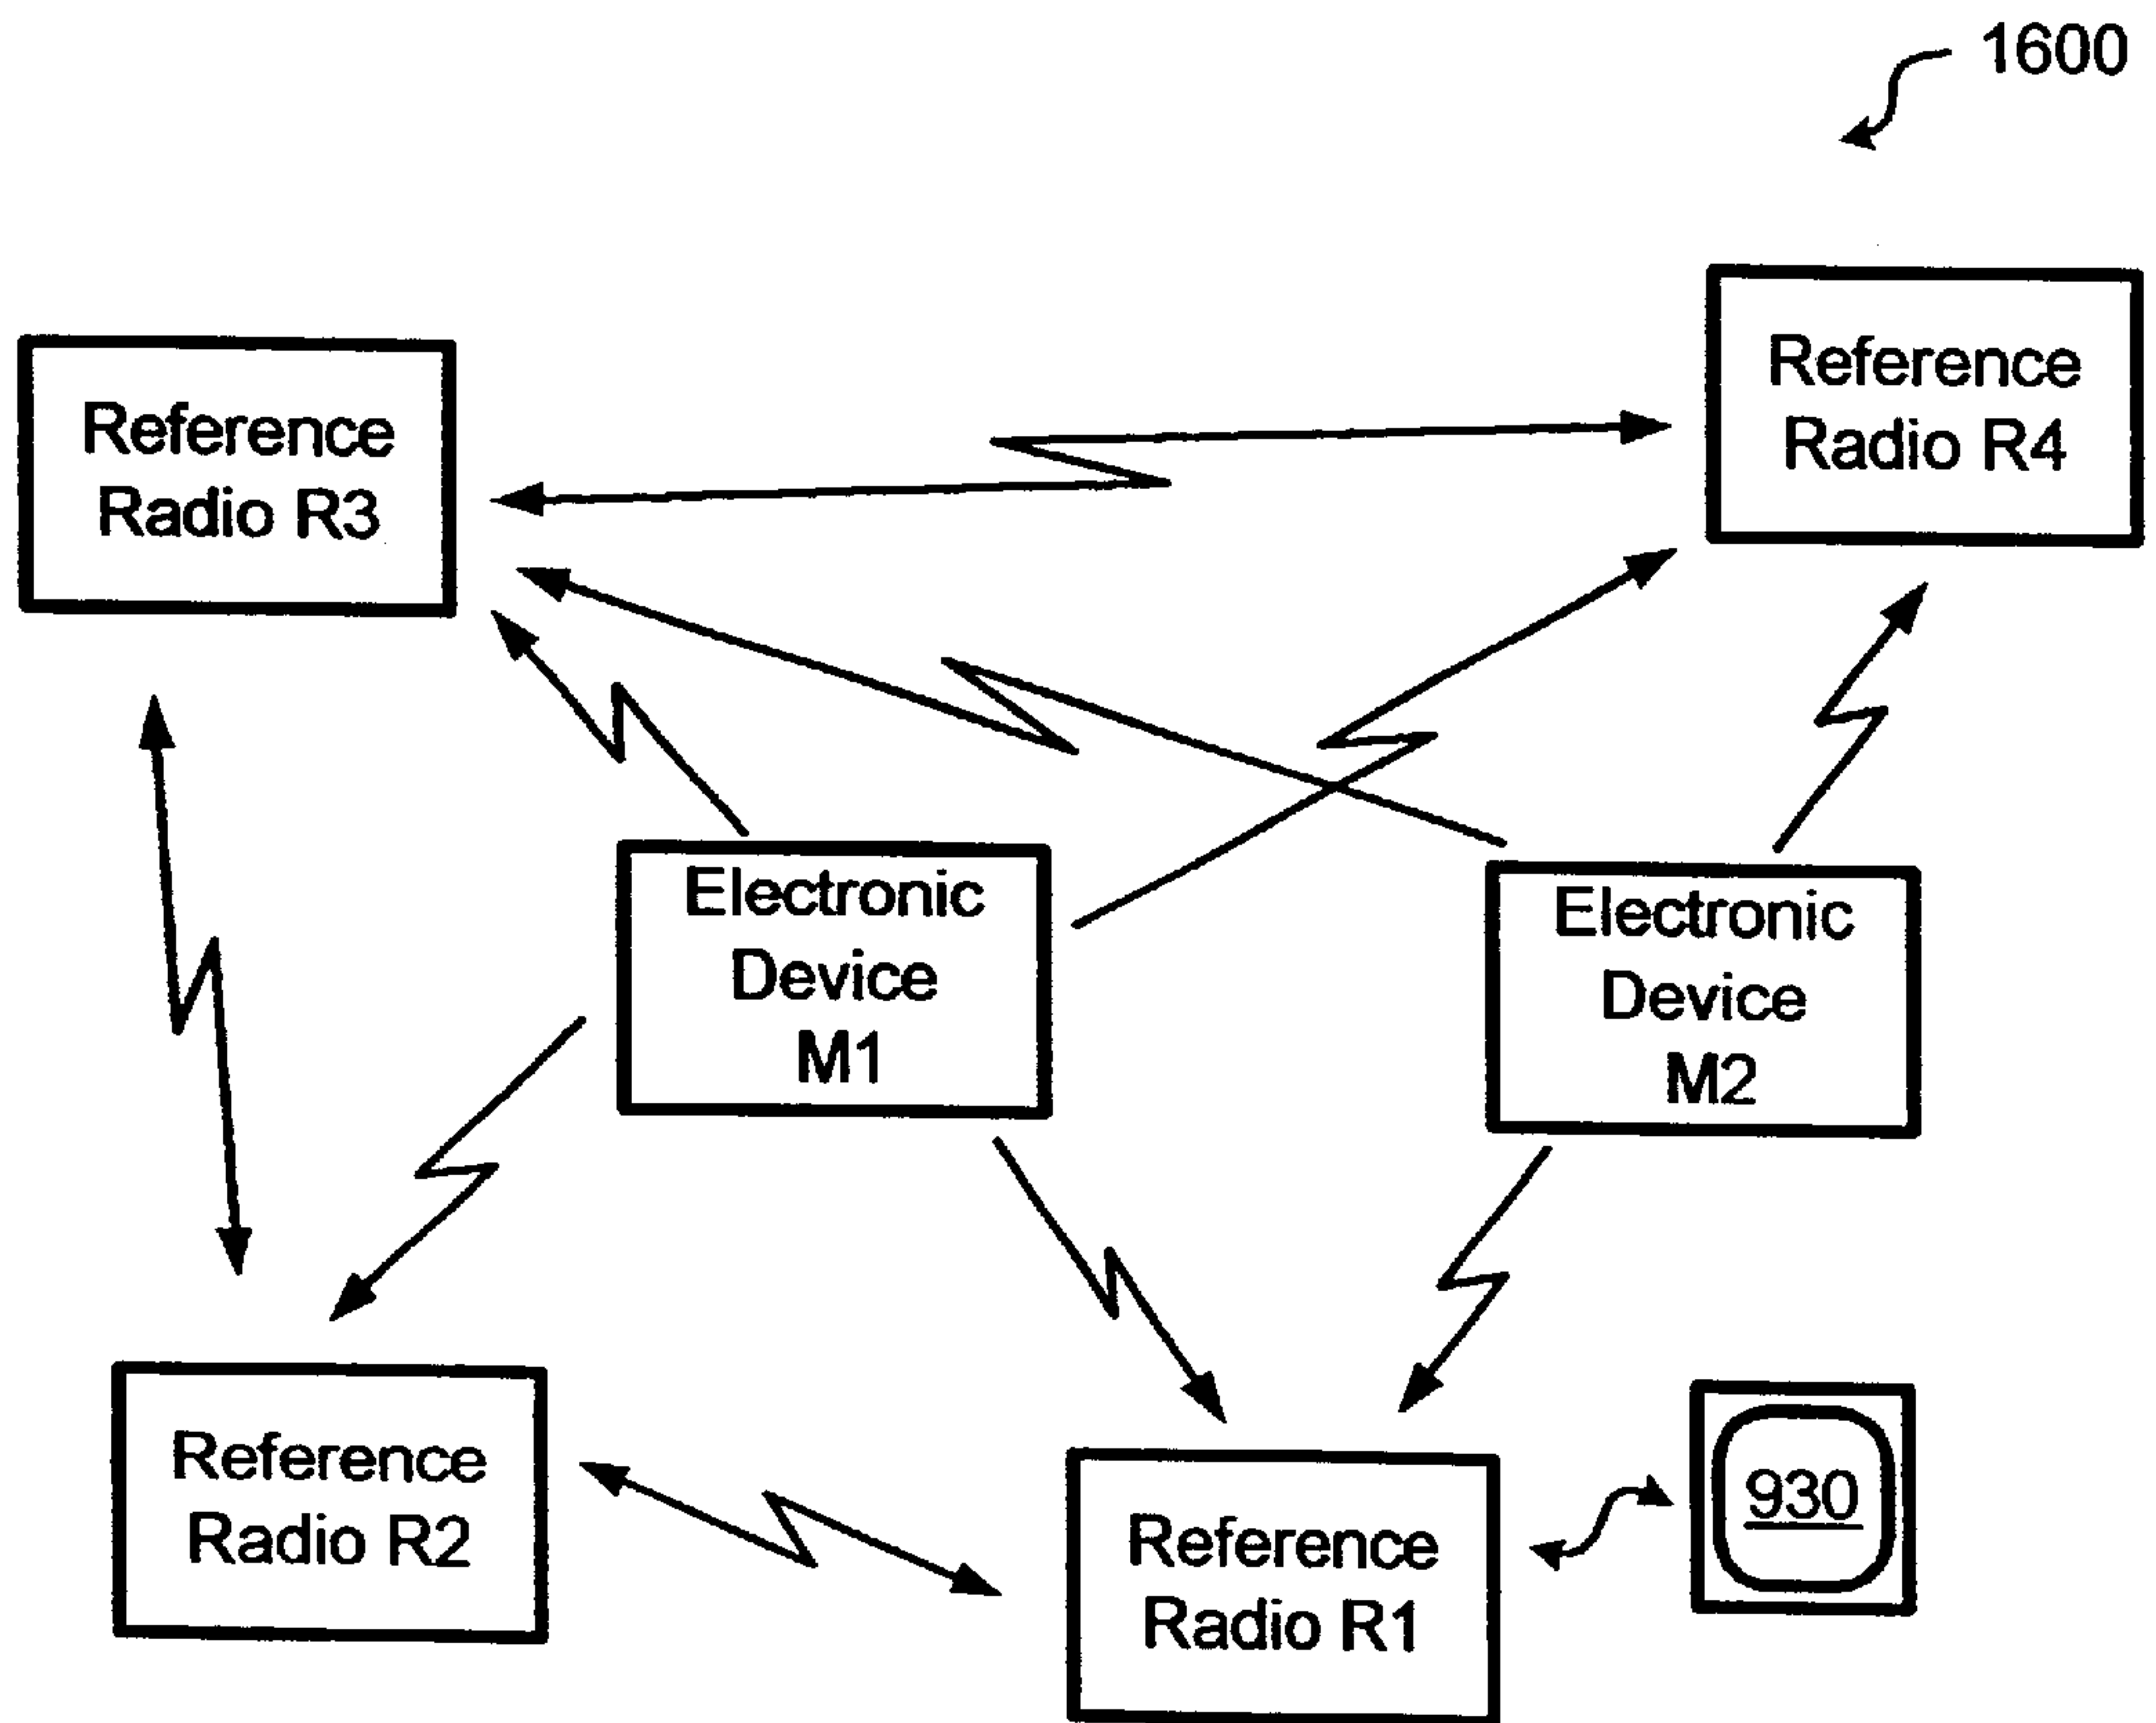 1600
Reference
Radio R4
Reference
Radio R3
Electronic
Device
M1
Electronic
Device
M2
Reference
Radio R2
Reference
Radio R1
930